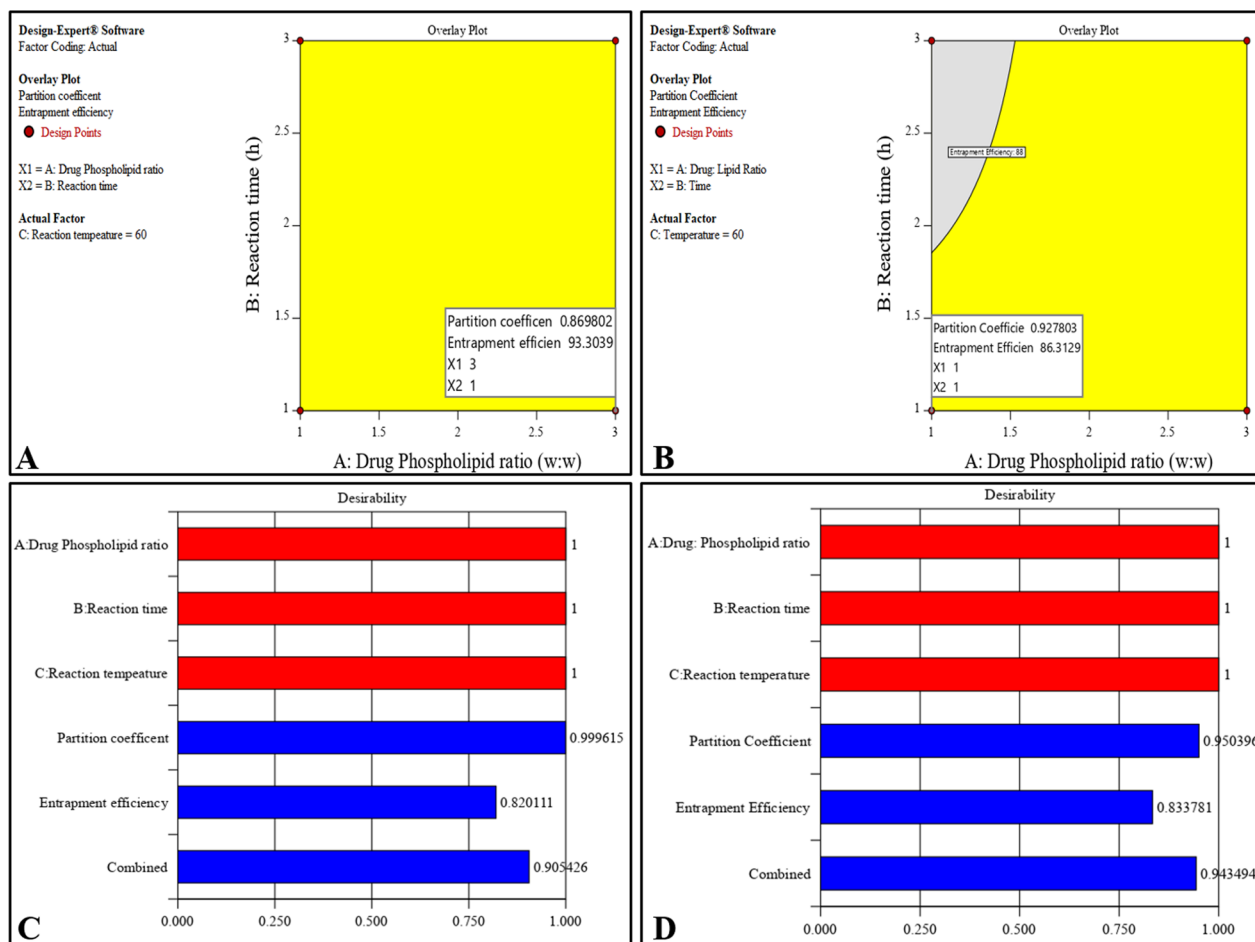 Design-Expert® Software
Factor Coding: Actual
Overlay Plot
Partition coefficent
Entrapment efficiency
Design Points
X1 = A: Drug Phospholipid ratio
X2 = B: Reaction time
Actual Factor
C: Reaction tempeature = 60
Overlay Plot
B: Reaction time (h)
3
2.5
2
1.5
1
Partition coefficen 0.869802
Entrapment efficien 93.3039
X1 3
X2 1
1 1.5 2 2.5 3
A: Drug Phospholipid ratio (w:w)
A
Design-Expert® Software
Factor Coding: Actual
Overlay Plot
Partition Coefficient
Entrapment Efficiency
Design Points
X1 = A: Drug: Lipid Ratio
X2 = B: Time
Actual Factor
C: Temperature = 60
Overlay Plot
B: Reaction time (h)
3
2.5
2
1.5
1
Entrapment Efficiency: 88
Partition Coefficie 0.927803
Entrapment Efficien 86.3129
X1 1
X2 1
1 1.5 2 2.5 3
A: Drug Phospholipid ratio (w:w)
B
Desirability
A:Drug Phospholipid ratio 1
B:Reaction time 1
C:Reaction tempeature 1
Partition coefficent 0.999615
Entrapment efficiency 0.820111
Combined 0.905426
0.000 0.250 0.500 0.750 1.000
C
Desirability
A:Drug: Phospholipid ratio 1
B:Reaction time 1
C:Reaction temperature 1
Partition Coefficient 0.950396
Entrapment Efficiency 0.833781
Combined 0.943494
0.000 0.250 0.500 0.750 1.000
D